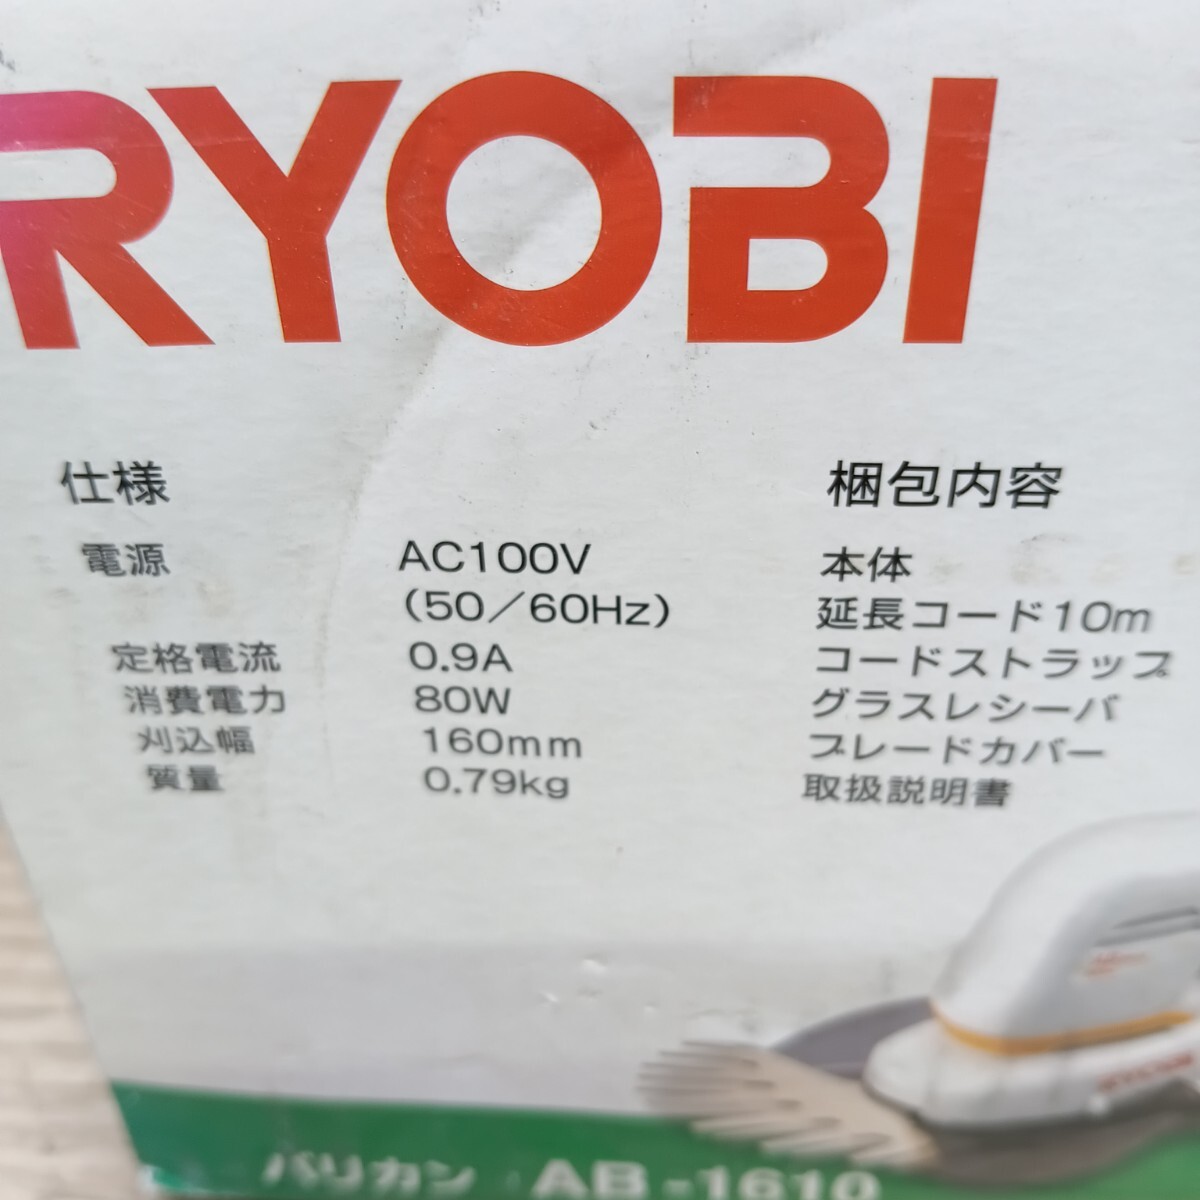 RYOBI
仕様
電源 AC100V
(50／60Hz)
定格電流 0.9A
消費電力 80W
刈込幅 160mm
質量 0.79kg
梱包内容
本体
延長コード10m
コードストラップ
グラスレシーバ
ブレードカバー
取扱説明書
RYOBI
バリカン AB-1610